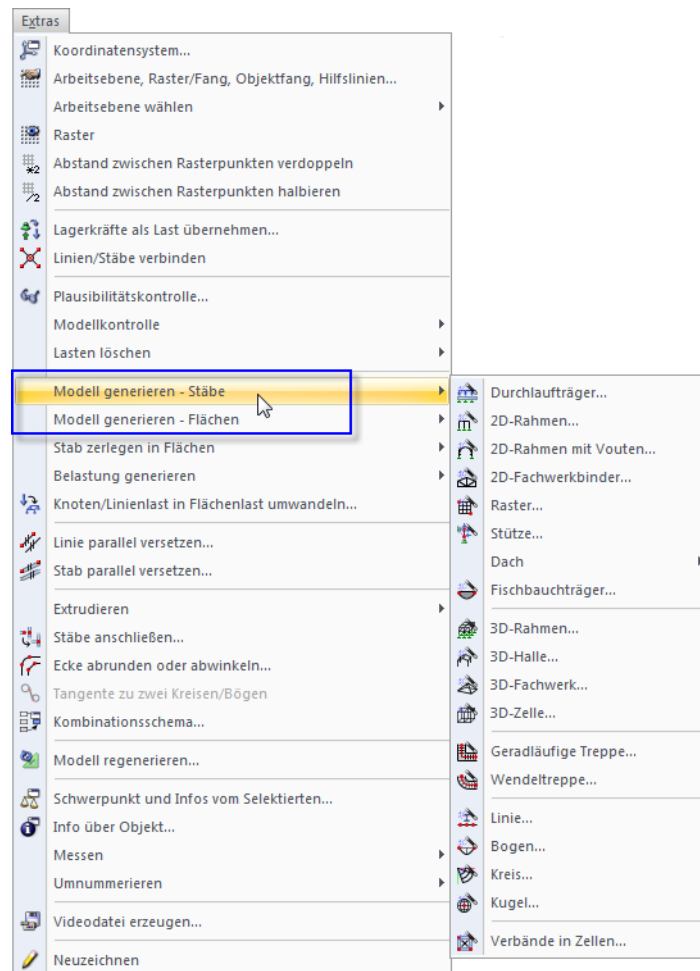 Extras
Koordinatensystem...
Arbeitsebene, Raster/Fang, Objektfang, Hilfslinien...
Arbeitsebene wählen
Raster
Abstand zwischen Rasterpunkten verdoppeln
Abstand zwischen Rasterpunkten halbieren
Lagerkräfte als Last übernehmen...
Linien/Stäbe verbinden
Plausibilitätskontrolle...
Modellkontrolle
Lasten löschen
Modell generieren - Stäbe
Modell generieren - Flächen
Stab zerlegen in Flächen
Belastung generieren
Knoten/Linienlast in Flächenlast umwandeln...
Linie parallel versetzen...
Stab parallel versetzen...
Extrudieren
Stäbe anschließen...
Ecke abrunden oder abwinkeln...
Tangente zu zwei Kreisen/Bögen
Kombinationsschema...
Modell regenerieren...
Schwerpunkt und Infos vom Selektierten...
Info über Objekt...
Messen
Umnummerieren
Videodatei erzeugen...
Neuzeichnen
Durchlaufträger...
2D-Rahmen...
2D-Rahmen mit Vouten...
2D-Fachwerkbinder...
Raster...
Stütze...
Dach
Fischbauchträger...
3D-Rahmen...
3D-Halle...
3D-Fachwerk...
3D-Zelle...
Geradläufige Treppe...
Wendeltreppe...
Linie...
Bogen...
Kreis...
Kugel...
Verbände in Zellen...